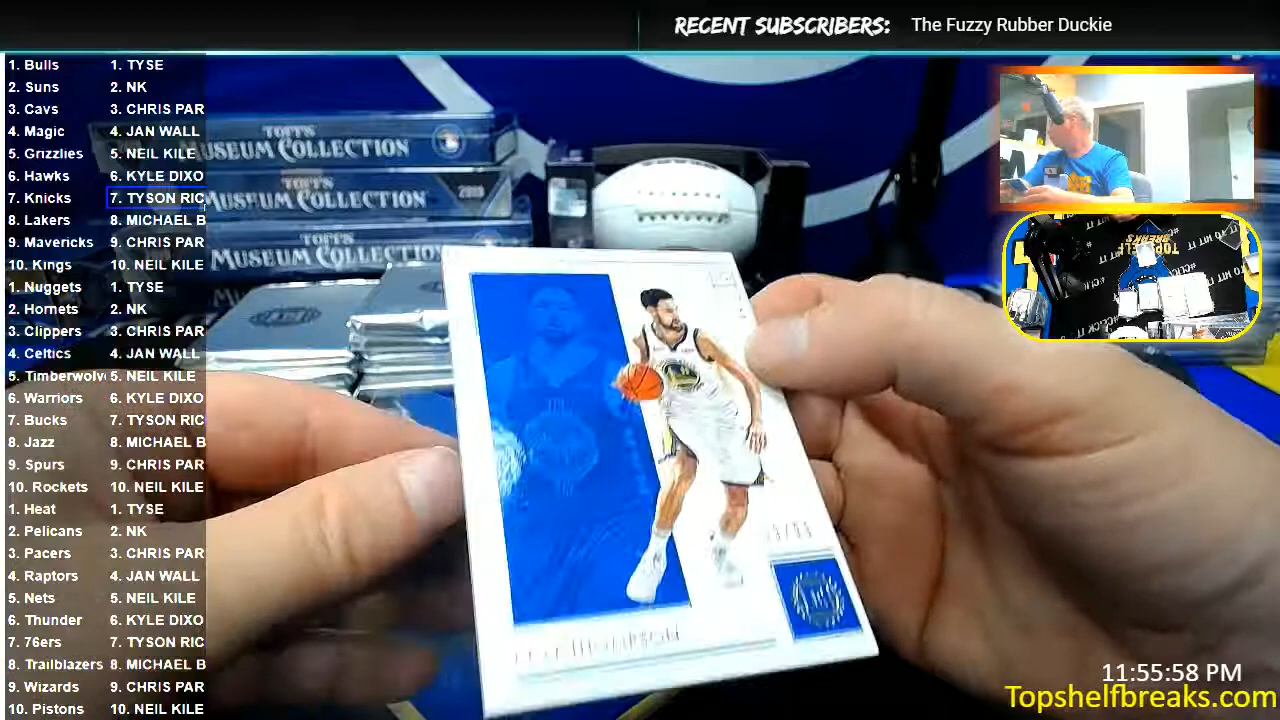 RECENT SUBSCRIBERS: The Fuzzy Rubber Duckie
1. Bulls 1. TYSE
2. Suns 2. NK
3. Cavs 3. CHRIS PAR
4. Magic 4. JAN WALL
5. Grizzlies 5. NEIL KILE
6. Hawks 6. KYLE DIXO
7. Knicks 7. TYSON RIC
8. Lakers 8. MICHAEL B
9. Mavericks 9. CHRIS PAR
10. Kings 10. NEIL KILE
1. Nuggets 1. TYSE
2. Hornets 2. NK
3. Clippers 3. CHRIS PAR
4. Celtics 4. JAN WALL
5. Timberwolv 5. NEIL KILE
6. Warriors 6. KYLE DIXO
7. Bucks 7. TYSON RIC
8. Jazz 8. MICHAEL B
9. Spurs 9. CHRIS PAR
10. Rockets 10. NEIL KILE
1. Heat 1. TYSE
2. Pelicans 2. NK
3. Pacers 3. CHRIS PAR
4. Raptors 4. JAN WALL
5. Nets 5. NEIL KILE
6. Thunder 6. KYLE DIXO
7. 76ers 7. TYSON RIC
8. Trailblazers 8. MICHAEL B
9. Wizards 9. CHRIS PAR
10. Pistons 10. NEIL KILE
TOPPS
MUSEUM COLLECTION
TOPPS
MUSEUM COLLECTION
TOPPS
MUSEUM COLLECTION
THOMPSON
TOP SHELF
BREAKS
11:55:58 PM
Topshelfbreaks.com